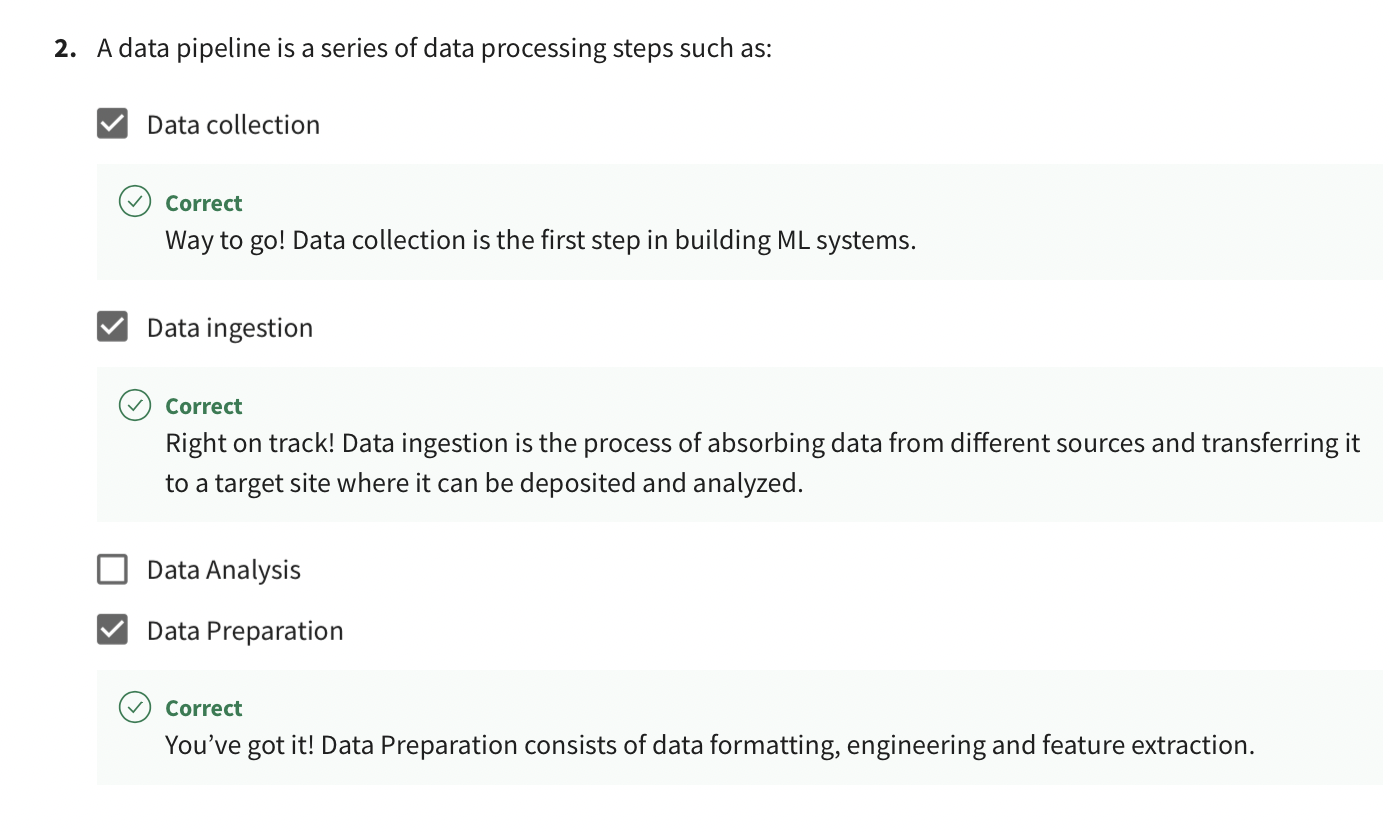 2. A data pipeline is a series of data processing steps such as:
Data collection
Correct
Way to go! Data collection is the first step in building ML systems.
Data ingestion
Correct
Right on track! Data ingestion is the process of absorbing data from different sources and transferring it
to a target site where it can be deposited and analyzed.
Data Analysis
Data Preparation
Correct
You’ve got it! Data Preparation consists of data formatting, engineering and feature extraction.